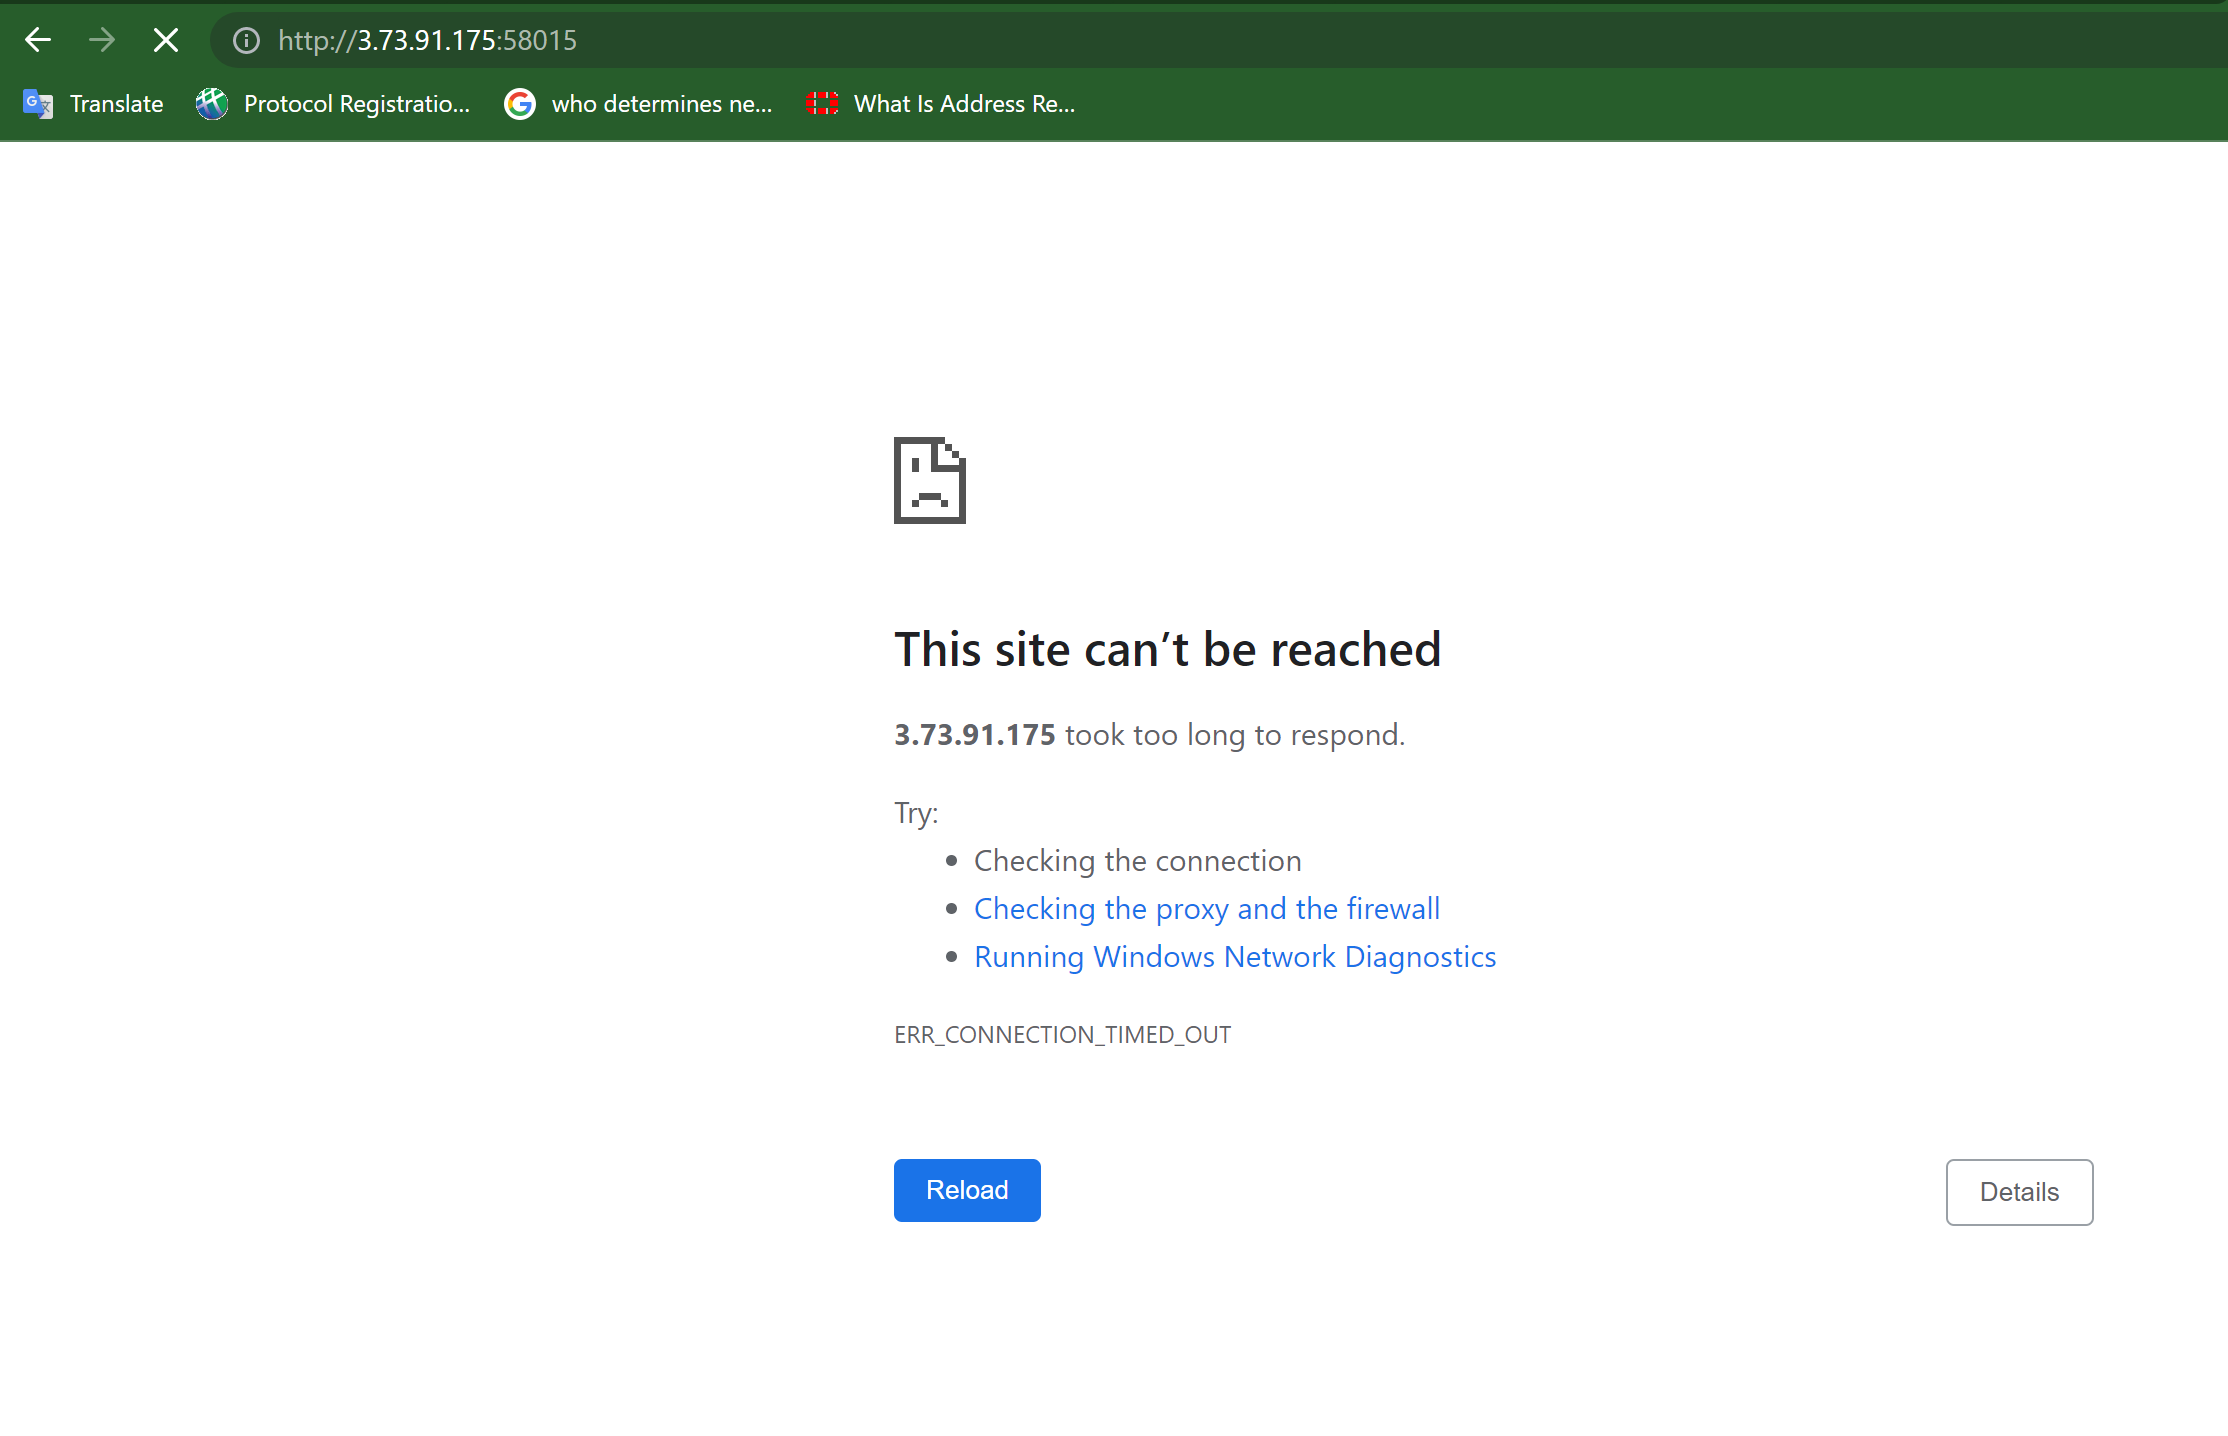 http://3.73.91.175:58015
Translate Protocol Registratio... who determines ne... What Is Address Re...
This site can’t be reached
3.73.91.175 took too long to respond.
Try:
Checking the connection
Checking the proxy and the firewall
Running Windows Network Diagnostics
ERR_CONNECTION_TIMED_OUT
Reload Details